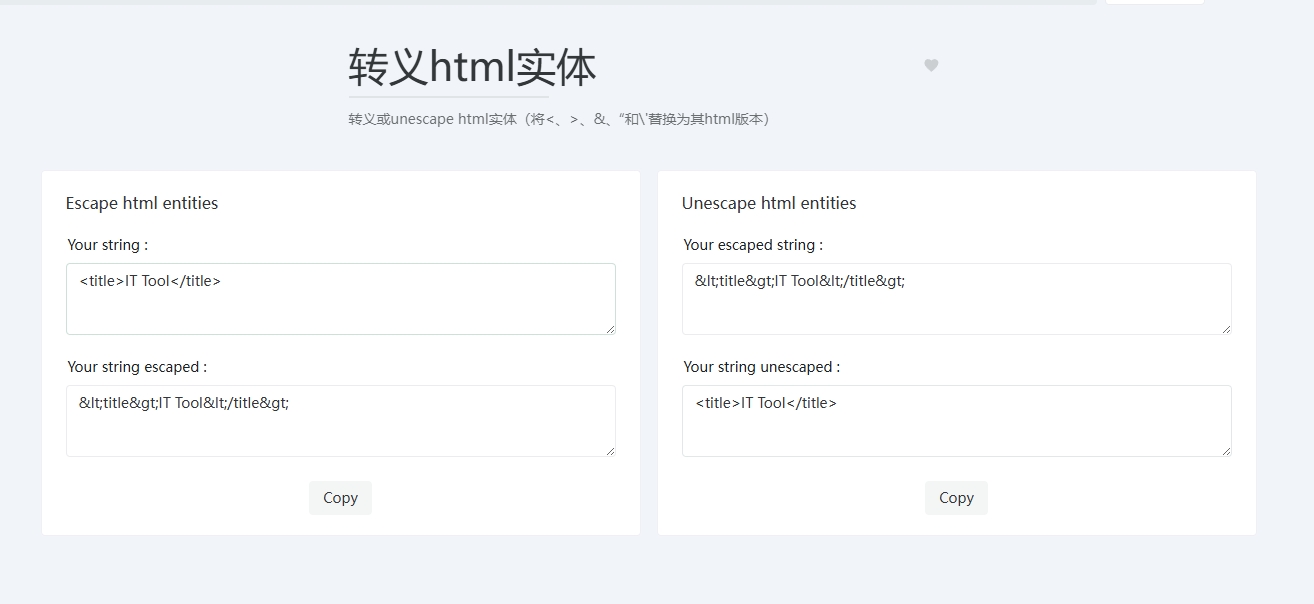 转义html实体
转义或unescape html实体（将<、>、&、“和\'替换为其html版本）
Escape html entities
Your string :
<title>IT Tool</title>
Your string escaped :
&lt;title&gt;IT Tool&lt;/title&gt;
Copy
Unescape html entities
Your escaped string :
&lt;title&gt;IT Tool&lt;/title&gt;
Your string unescaped :
<title>IT Tool</title>
Copy